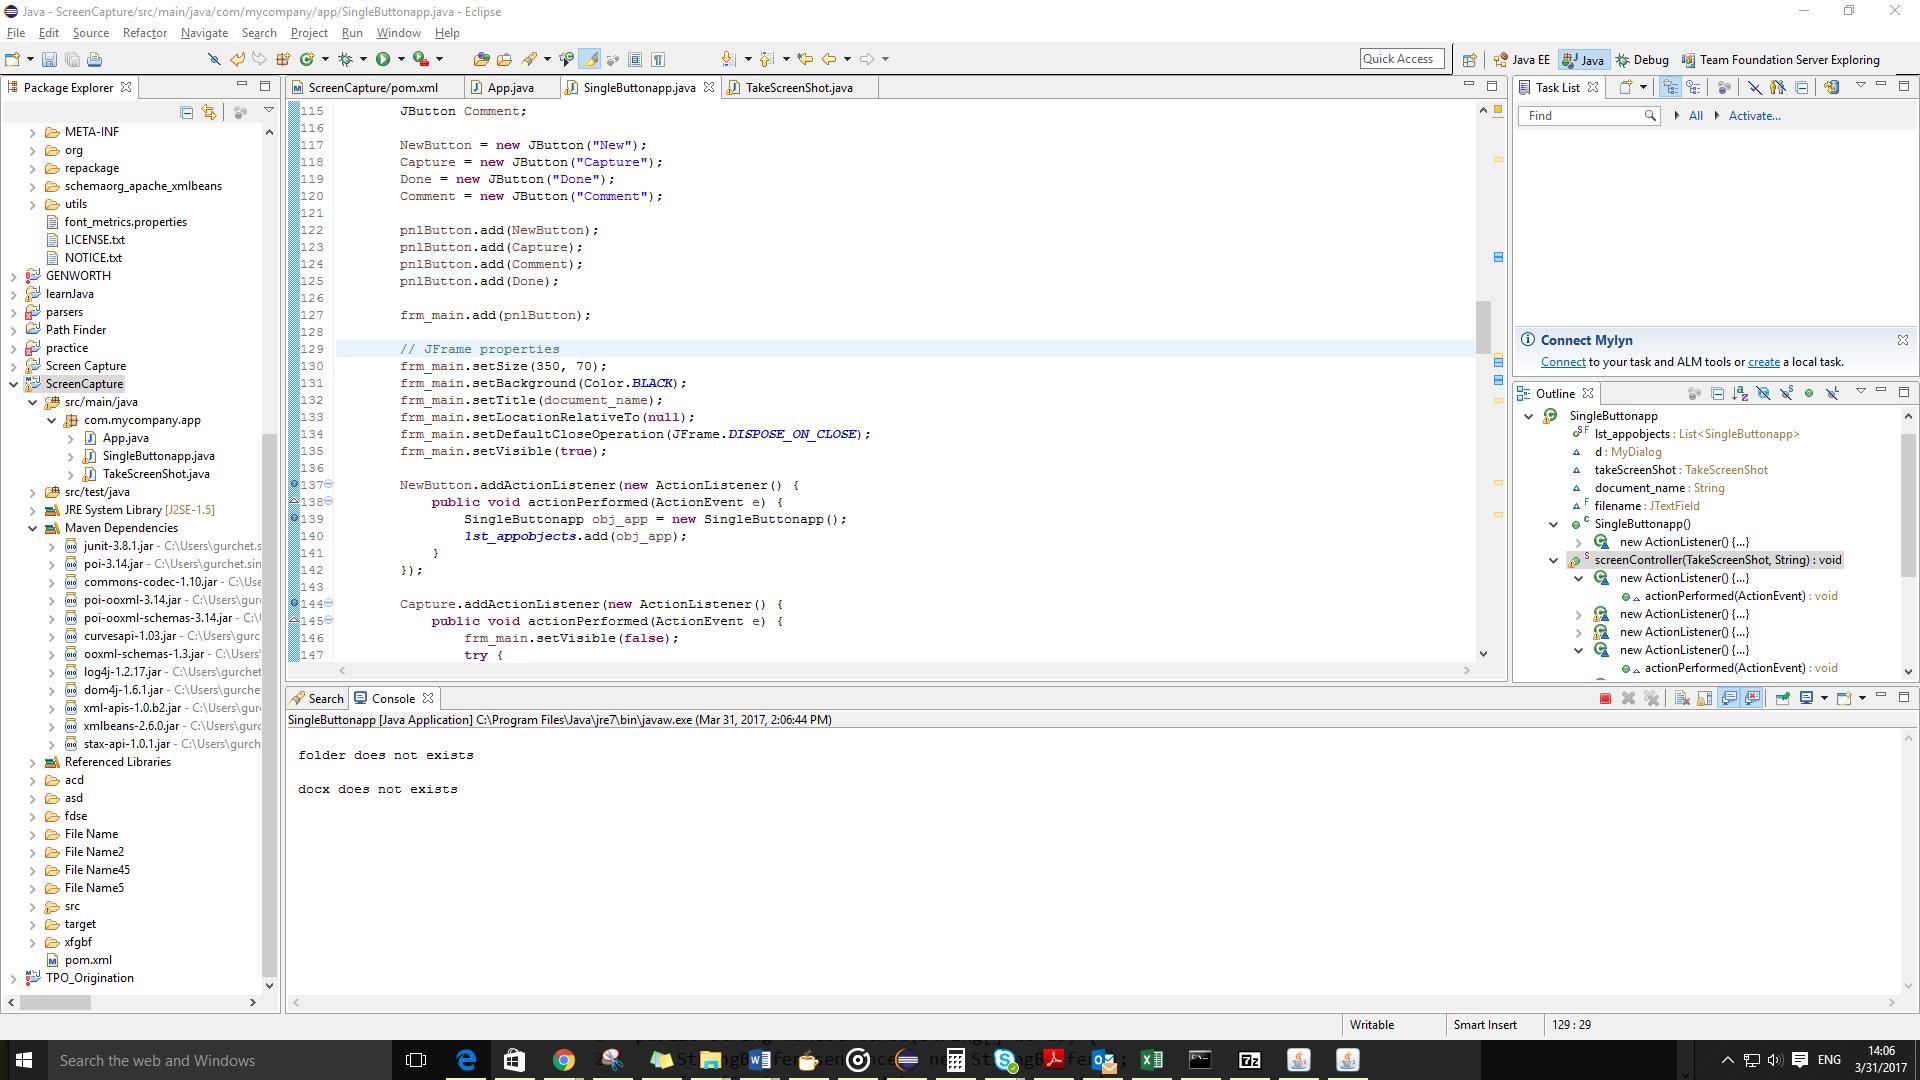 Java - ScreenCapture/src/main/java/com/mycompany/app/SingleButtonapp.java - Eclipse
File Edit Source Refactor Navigate Search Project Run Window Help
Quick Access Java EE Java Debug Team Foundation Server Exploring
Package Explorer
META-INF
org
repackage
schemaorg_apache_xmlbeans
utils
font_metrics.properties
LICENSE.txt
NOTICE.txt
GENWORTH
learnJava
parsers
Path Finder
practice
Screen Capture
ScreenCapture
src/main/java
com.mycompany.app
App.java
SingleButtonapp.java
TakeScreenShot.java
src/test/java
JRE System Library [J2SE-1.5]
Maven Dependencies
junit-3.8.1.jar - C:\Users\gurchet.s
poi-3.14.jar - C:\Users\gurchet.sin
commons-codec-1.10.jar - C:\Users
poi-ooxml-3.14.jar - C:\Users\gurc
poi-ooxml-schemas-3.14.jar - C:\Us
curvesapi-1.03.jar - C:\Users\gurc
ooxml-schemas-1.3.jar - C:\Users
log4j-1.2.17.jar - C:\Users\gurchet
dom4j-1.6.1.jar - C:\Users\gurchet
xml-apis-1.0.b2.jar - C:\Users\gurc
xmlbeans-2.6.0.jar - C:\Users\gurc
stax-api-1.0.1.jar - C:\Users\gurch
Referenced Libraries
acd
asd
fdse
File Name
File Name2
File Name45
File Name5
src
target
xfgbf
pom.xml
TPO_Origination
ScreenCapture/pom.xml App.java SingleButtonapp.java TakeScreenShot.java
115 JButton Comment;
116
117 NewButton = new JButton("New");
118 Capture = new JButton("Capture");
119 Done = new JButton("Done");
120 Comment = new JButton("Comment");
121
122 pnlButton.add(NewButton);
123 pnlButton.add(Capture);
124 pnlButton.add(Comment);
125 pnlButton.add(Done);
126
127 frm_main.add(pnlButton);
128
129 // JFrame properties
130 frm_main.setSize(350, 70);
131 frm_main.setBackground(Color.BLACK);
132 frm_main.setTitle(document_name);
133 frm_main.setLocationRelativeTo(null);
134 frm_main.setDefaultCloseOperation(JFrame.DISPOSE_ON_CLOSE);
135 frm_main.setVisible(true);
136
137 NewButton.addActionListener(new ActionListener() {
138 public void actionPerformed(ActionEvent e) {
139 SingleButtonapp obj_app = new SingleButtonapp();
140 lst_appobjects.add(obj_app);
141 }
142 });
143
144 Capture.addActionListener(new ActionListener() {
145 public void actionPerformed(ActionEvent e) {
146 frm_main.setVisible(false);
147 try {
Search Console
SingleButtonapp [Java Application] C:\Program Files\Java\jre7\bin\javaw.exe (Mar 31, 2017, 2:06:44 PM)
folder does not exists
docx does not exists
Task List
Find All Activate...
Connect Mylyn
Connect to your task and ALM tools or create a local task.
Outline
SingleButtonapp
lst_appobjects : List<SingleButtonapp>
d : MyDialog
takeScreenShot : TakeScreenShot
document_name : String
filename : JTextField
SingleButtonapp()
new ActionListener() {...}
screenController(TakeScreenShot, String) : void
new ActionListener() {...}
actionPerformed(ActionEvent) : void
new ActionListener() {...}
new ActionListener() {...}
new ActionListener() {...}
actionPerformed(ActionEvent) : void
Writable Smart Insert 129 : 29
Search the web and Windows
ENG 14:06
3/31/2017